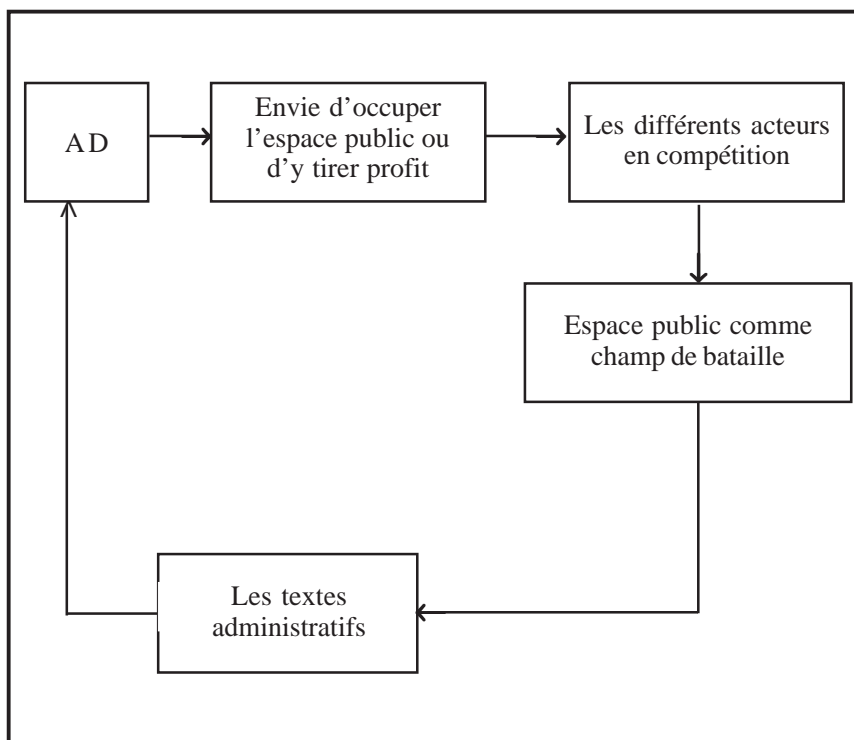 AD
Envie d’occuper
l’espace public ou
d’y tirer profit
Les différents acteurs
en compétition
Espace public comme
champ de bataille
Les textes
administratifs